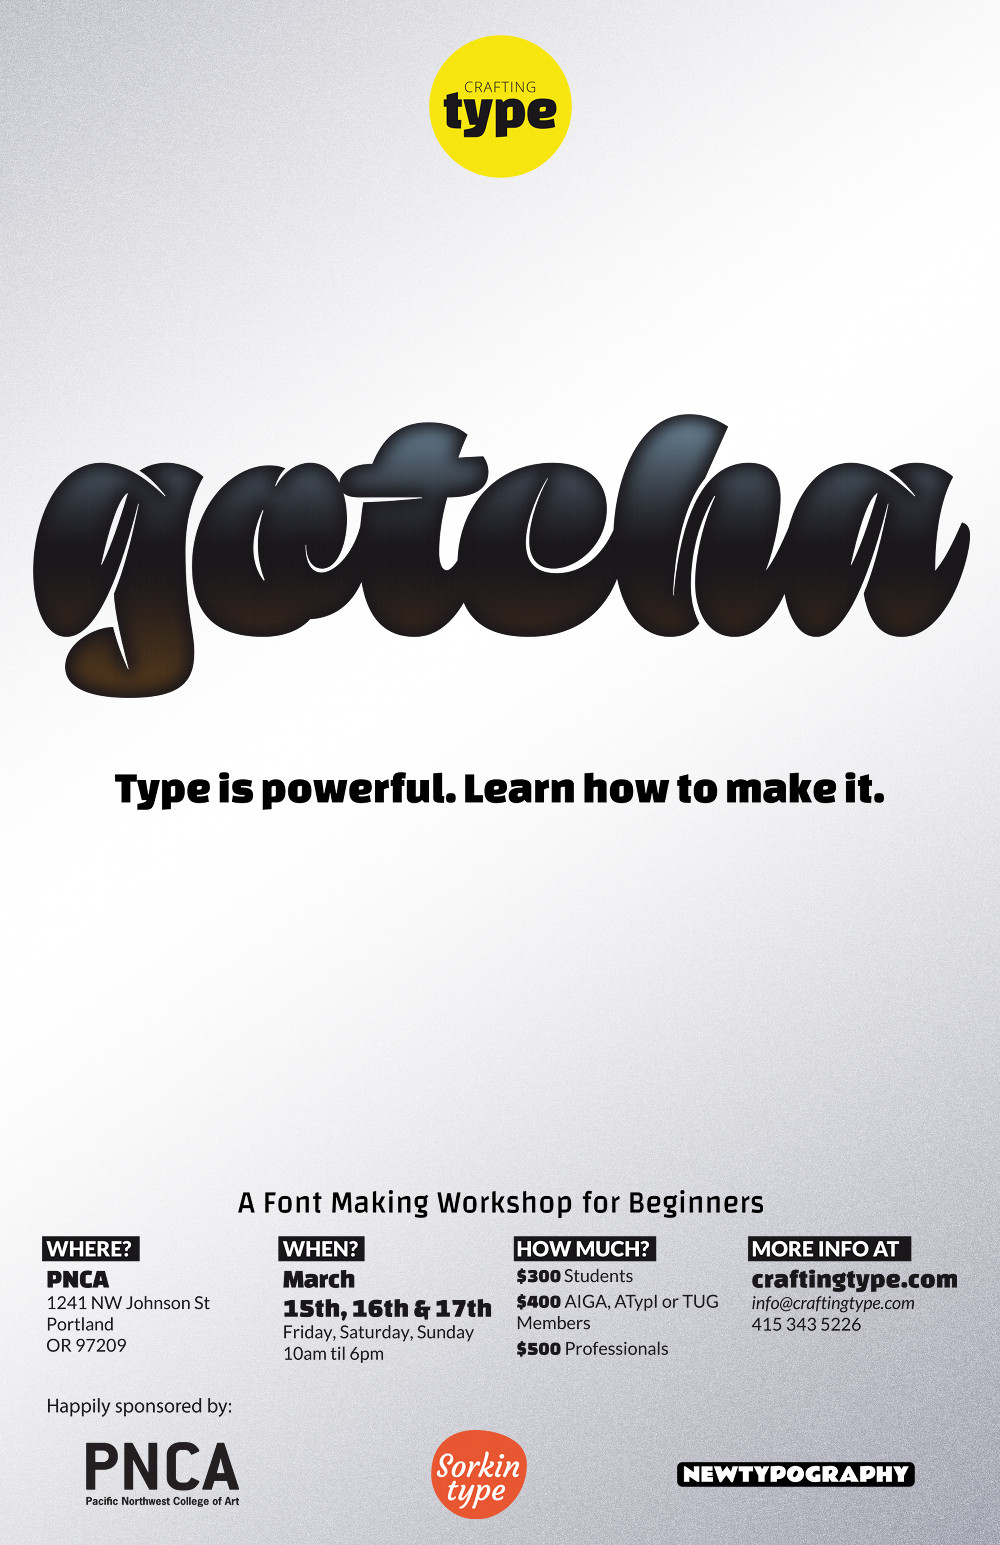 CRAFTING
type
gotcha
Type is powerful. Learn how to make it.
A Font Making Workshop for Beginners
WHERE?
PNCA
1241 NW Johnson St
Portland
OR 97209
WHEN?
March
15th, 16th & 17th
Friday, Saturday, Sunday
10am til 6pm
HOW MUCH?
$300 Students
$400 AIGA, ATypI or TUG
Members
$500 Professionals
MORE INFO AT
craftingtype.com
info@craftingtype.com
415 343 5226
Happily sponsored by:
PNCA
Pacific Northwest College of Art
Sorkin
type
NEWTYPOGRAPHY